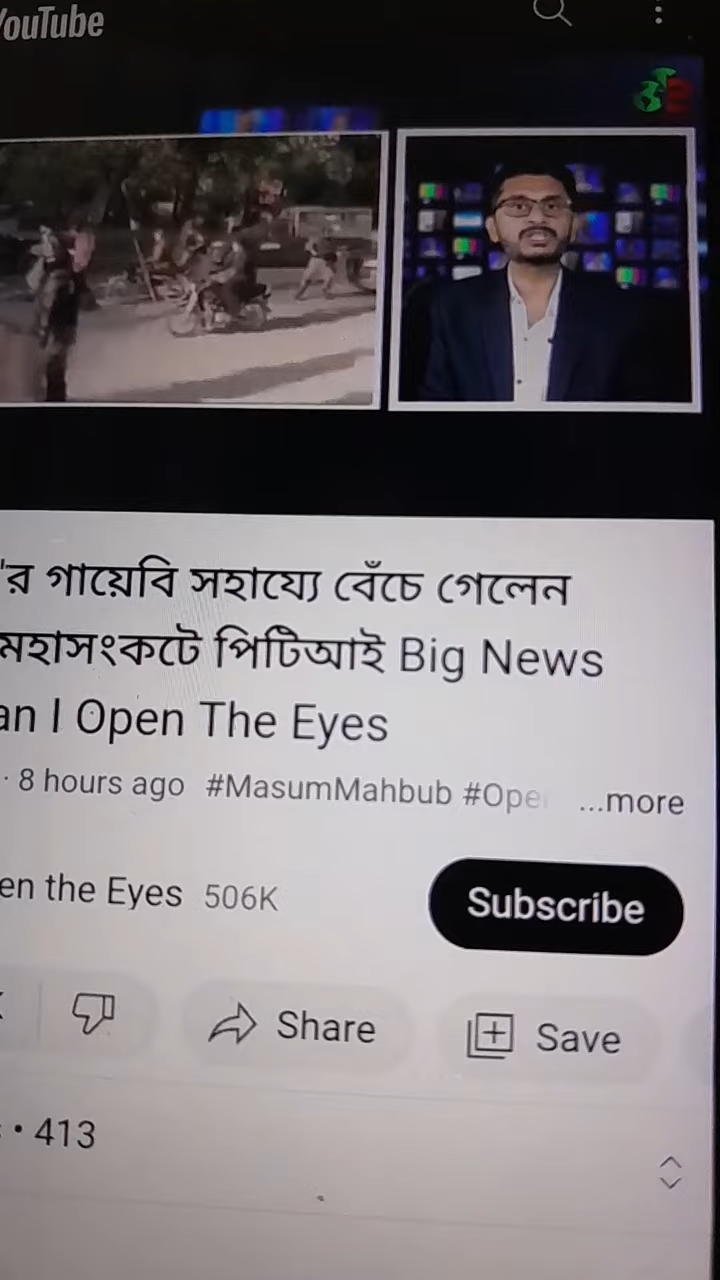 YouTube
'র গায়েবি সহায্যে বেঁচে গেলেন
মহাসংকটে পিটিআই Big News
an I Open The Eyes
· 8 hours ago #MasumMahbub #Ope ...more
en the Eyes 506K
Subscribe
Share
Save
• 413